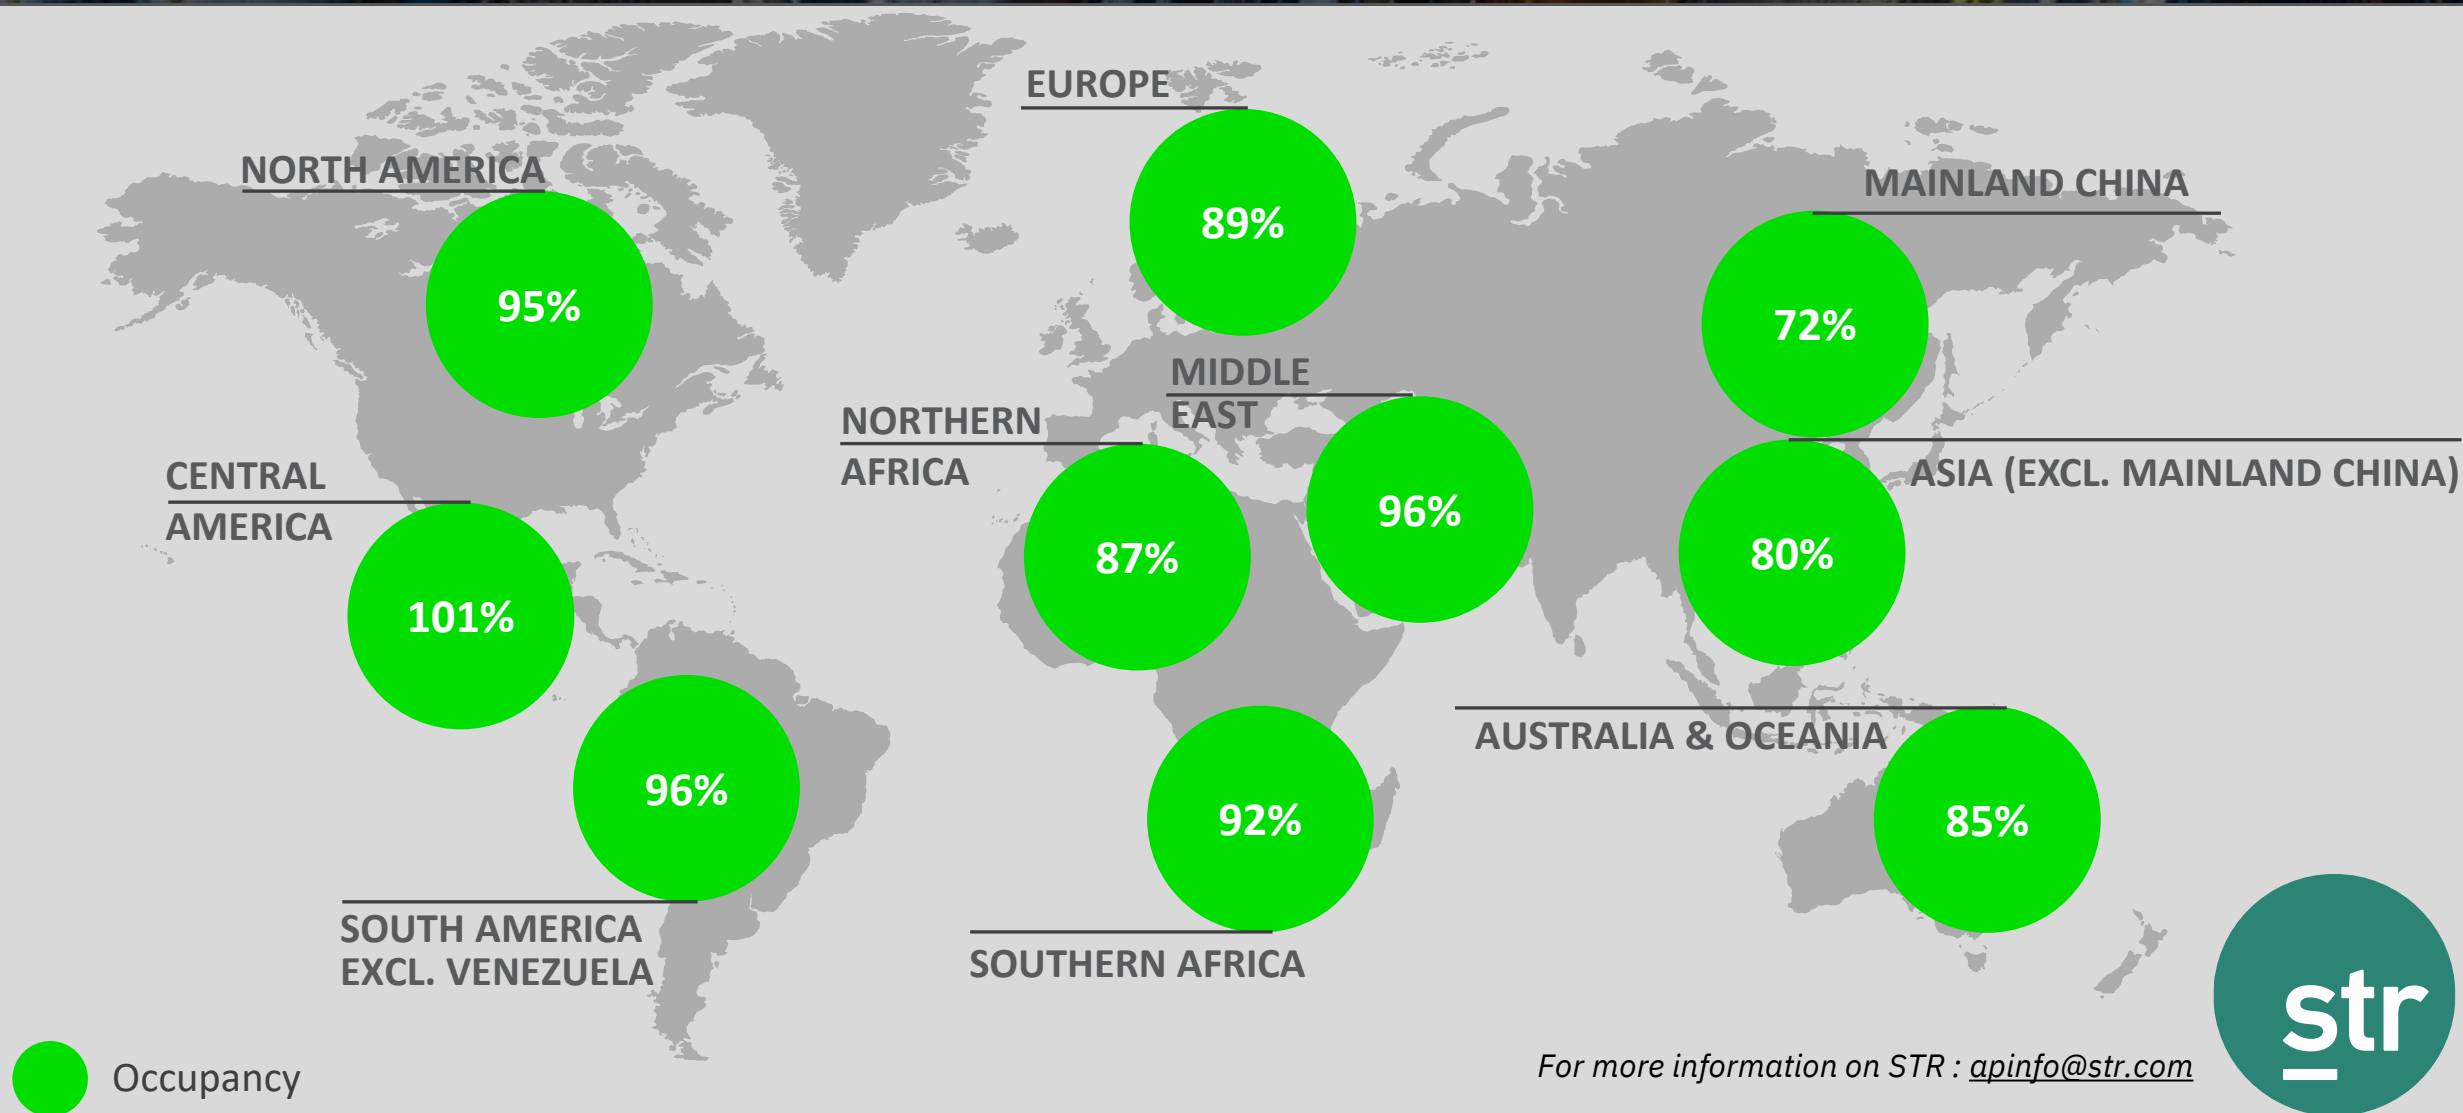 EUROPE
89%
NORTH AMERICA
95%
MAINLAND CHINA
72%
MIDDLE
EAST
96%
NORTHERN
AFRICA
87%
CENTRAL
AMERICA
101%
ASIA (EXCL. MAINLAND CHINA)
80%
AUSTRALIA & OCEANIA
85%
96%
SOUTH AMERICA
EXCL. VENEZUELA
92%
SOUTHERN AFRICA
Occupancy
For more information on STR : apinfo@str.com
str